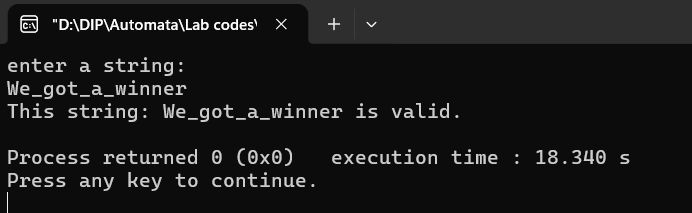 "D:\DIP\Automata\Lab codes\
enter a string:
We_got_a_winner
This string: We_got_a_winner is valid.
Process returned 0 (0x0)   execution time : 18.340 s
Press any key to continue.